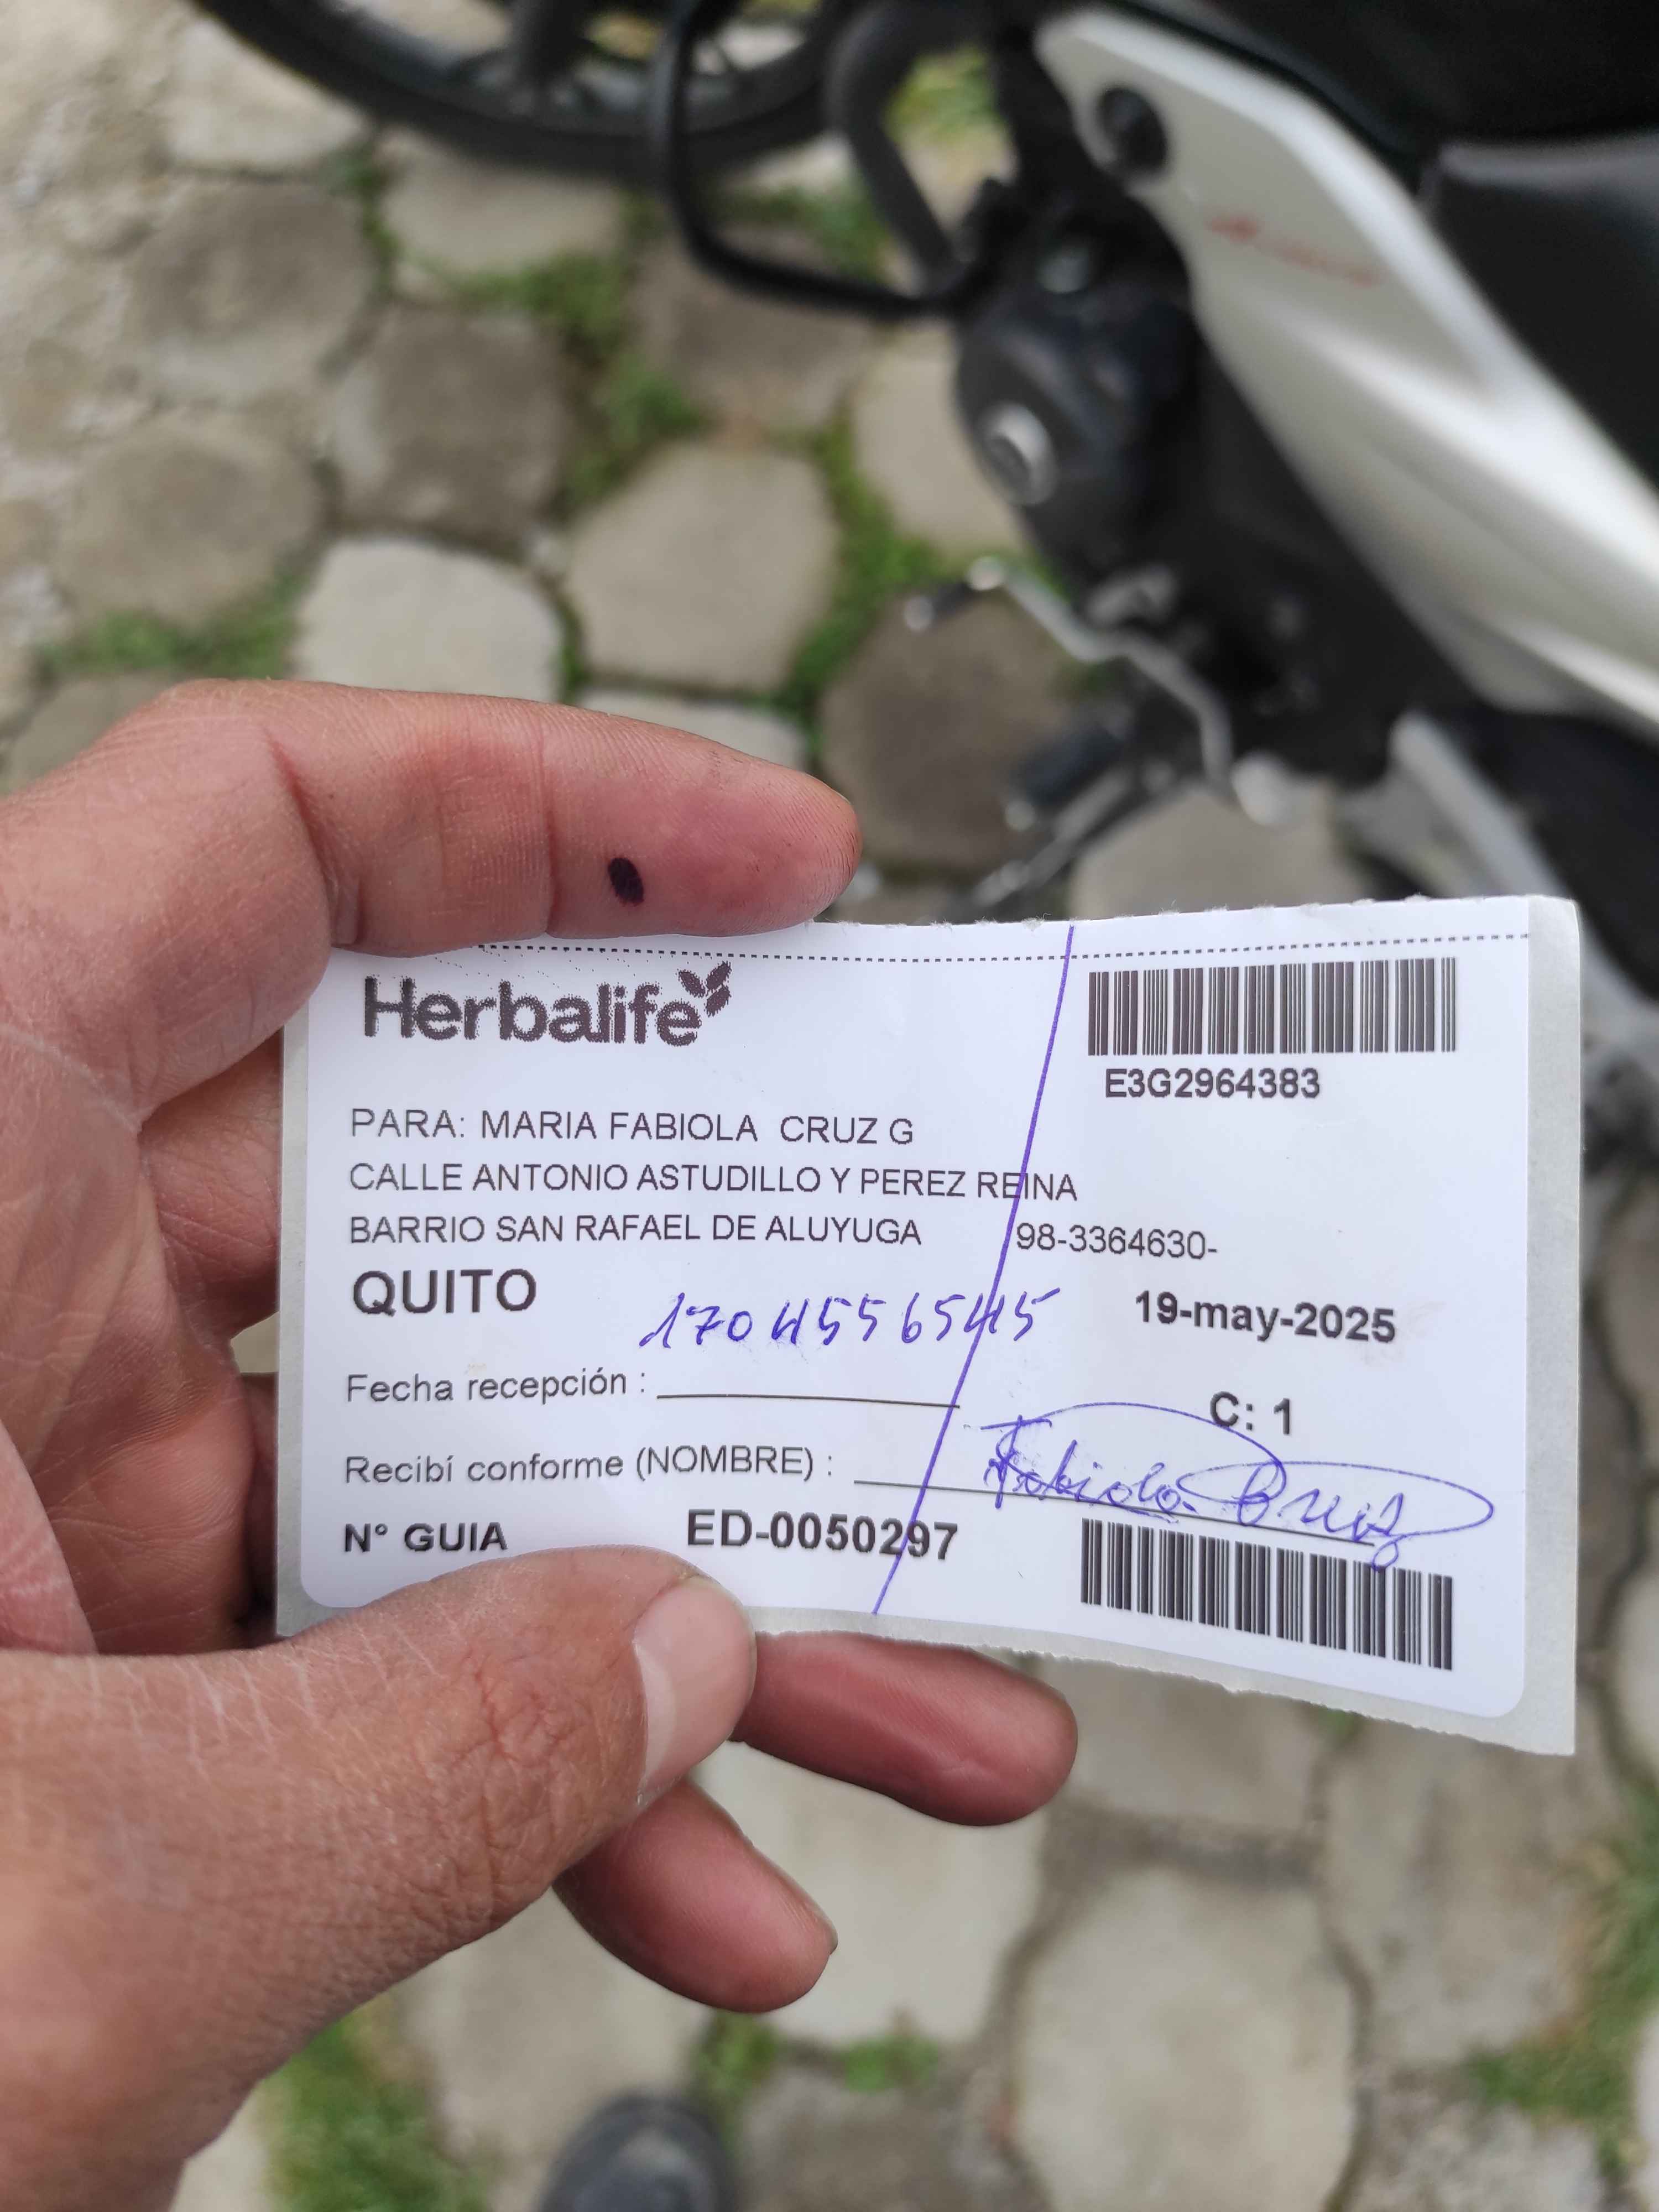 Herbalife
E3G2964383
PARA: MARIA FABIOLA CRUZ G
CALLE ANTONIO ASTUDILLO Y PEREZ REINA
BARRIO SAN RAFAEL DE ALUYUGA 98-3364630-
QUITO 19-may-2025
1704556545
Fecha recepción :
C: 1
Recibí conforme (NOMBRE) : Fabiola Cruz
N° GUIA ED-0050297